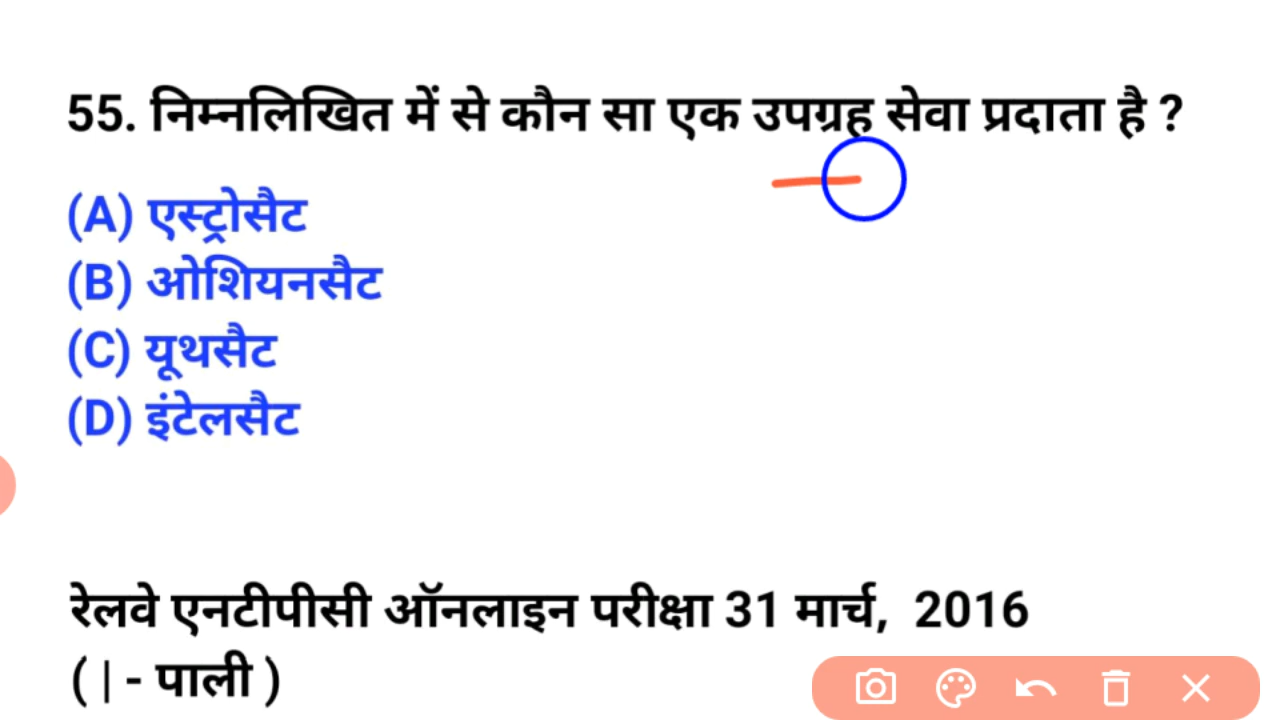 55. निम्नलिखित में से कौन सा एक उपग्रह सेवा प्रदाता है ?
(A) एस्ट्रोसैट
(B) ओशियनसैट
(C) यूथसैट
(D) इंटेलसैट
रेलवे एनटीपीसी ऑनलाइन परीक्षा 31 मार्च, 2016
( | - पाली )